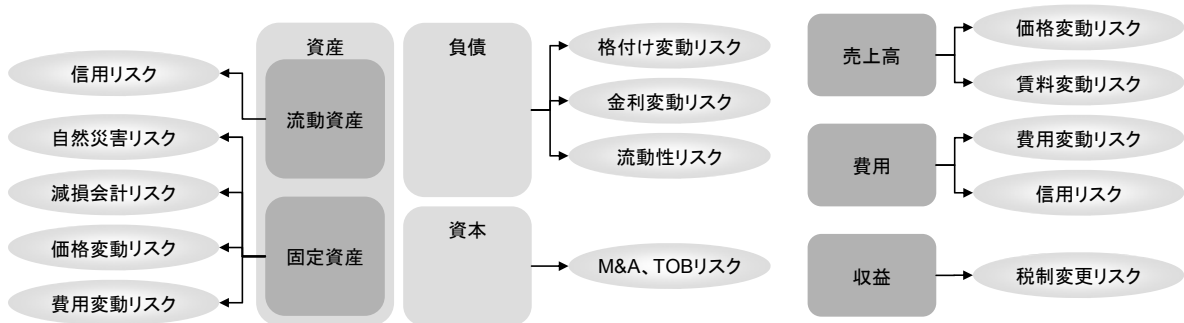 信用リスク
自然災害リスク
減損会計リスク
価格変動リスク
費用変動リスク
資産
流動資産
固定資産
負債
資本
格付け変動リスク
金利変動リスク
流動性リスク
M&A、TOBリスク
売上高
費用
収益
価格変動リスク
賃料変動リスク
費用変動リスク
信用リスク
税制変更リスク